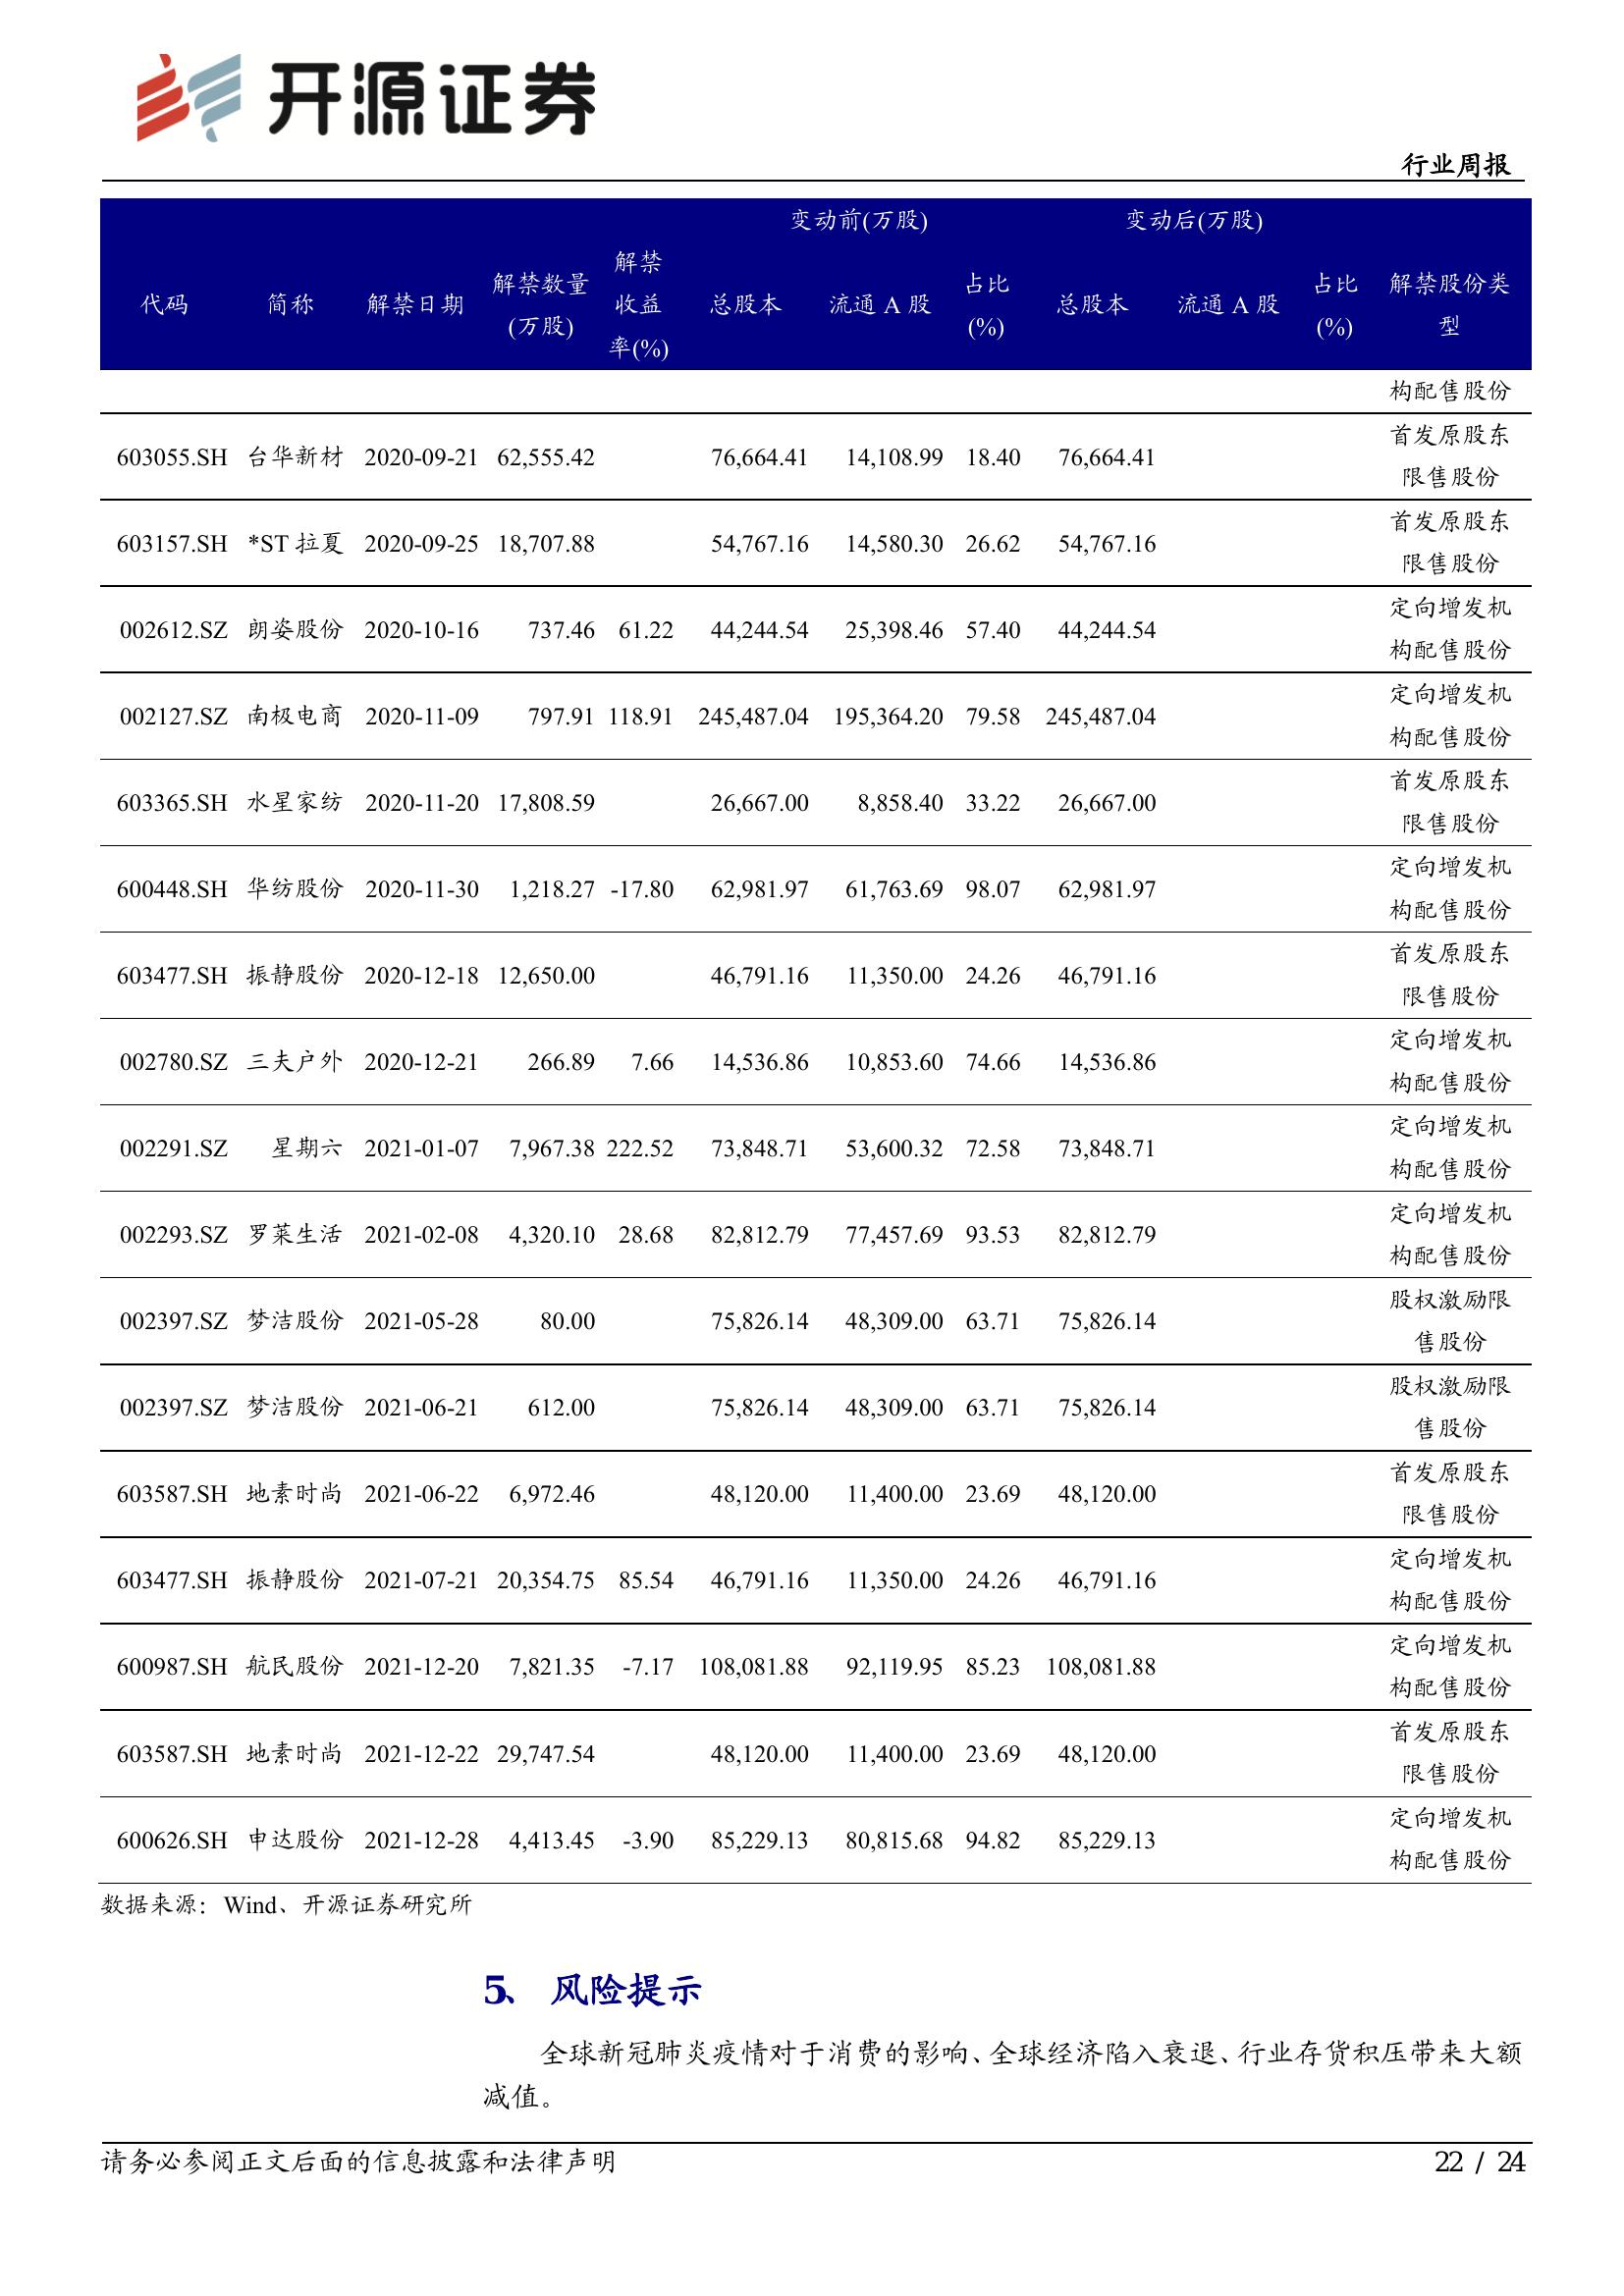 开源证券
行业周报
变动前(万股) 变动后(万股)
代码 简称 解禁日期 解禁数量(万股) 解禁收益率(%) 总股本 流通 A 股 占比(%) 总股本 流通 A 股 占比(%) 解禁股份类型
构配售股份
603055.SH 台华新材 2020-09-21 62,555.42 76,664.41 14,108.99 18.40 76,664.41 首发原股东限售股份
603157.SH *ST 拉夏 2020-09-25 18,707.88 54,767.16 14,580.30 26.62 54,767.16 首发原股东限售股份
002612.SZ 朗姿股份 2020-10-16 737.46 61.22 44,244.54 25,398.46 57.40 44,244.54 定向增发机构配售股份
002127.SZ 南极电商 2020-11-09 797.91 118.91 245,487.04 195,364.20 79.58 245,487.04 定向增发机构配售股份
603365.SH 水星家纺 2020-11-20 17,808.59 26,667.00 8,858.40 33.22 26,667.00 首发原股东限售股份
600448.SH 华纺股份 2020-11-30 1,218.27 -17.80 62,981.97 61,763.69 98.07 62,981.97 定向增发机构配售股份
603477.SH 振静股份 2020-12-18 12,650.00 46,791.16 11,350.00 24.26 46,791.16 首发原股东限售股份
002780.SZ 三夫户外 2020-12-21 266.89 7.66 14,536.86 10,853.60 74.66 14,536.86 定向增发机构配售股份
002291.SZ 星期六 2021-01-07 7,967.38 222.52 73,848.71 53,600.32 72.58 73,848.71 定向增发机构配售股份
002293.SZ 罗莱生活 2021-02-08 4,320.10 28.68 82,812.79 77,457.69 93.53 82,812.79 定向增发机构配售股份
002397.SZ 梦洁股份 2021-05-28 80.00 75,826.14 48,309.00 63.71 75,826.14 股权激励限售股份
002397.SZ 梦洁股份 2021-06-21 612.00 75,826.14 48,309.00 63.71 75,826.14 股权激励限售股份
603587.SH 地素时尚 2021-06-22 6,972.46 48,120.00 11,400.00 23.69 48,120.00 首发原股东限售股份
603477.SH 振静股份 2021-07-21 20,354.75 85.54 46,791.16 11,350.00 24.26 46,791.16 定向增发机构配售股份
600987.SH 航民股份 2021-12-20 7,821.35 -7.17 108,081.88 92,119.95 85.23 108,081.88 定向增发机构配售股份
603587.SH 地素时尚 2021-12-22 29,747.54 48,120.00 11,400.00 23.69 48,120.00 首发原股东限售股份
600626.SH 申达股份 2021-12-28 4,413.45 -3.90 85,229.13 80,815.68 94.82 85,229.13 定向增发机构配售股份
数据来源：Wind、开源证券研究所
5、 风险提示
全球新冠肺炎疫情对于消费的影响、全球经济陷入衰退、行业存货积压带来大额
减值。
请务必参阅正文后面的信息披露和法律声明 22 / 24